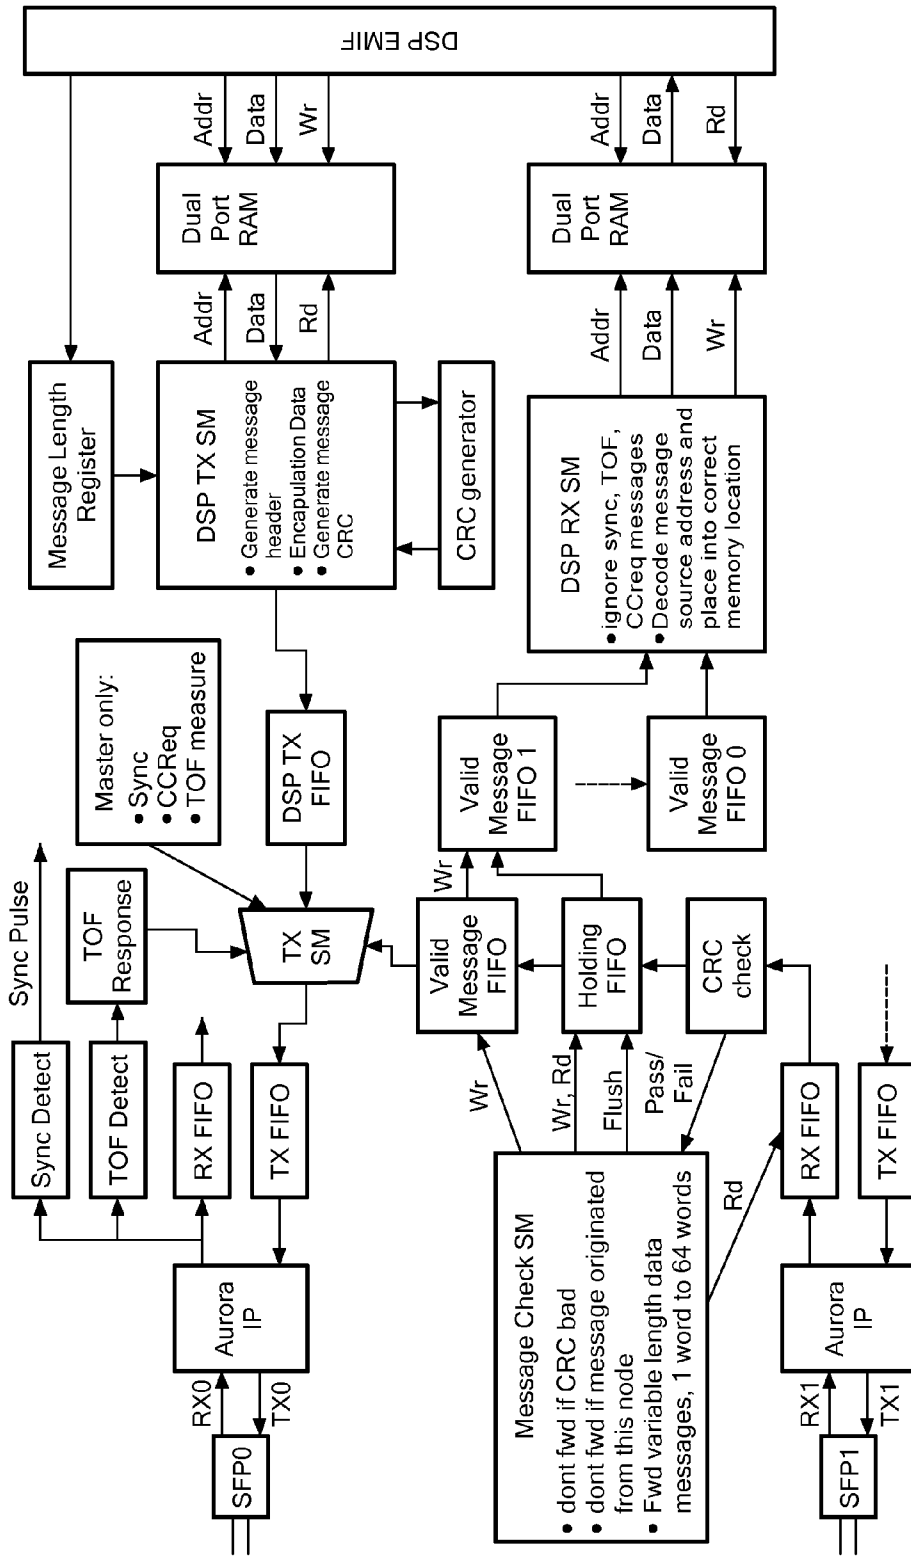 Sync Detect
Sync Pulse
TOF Detect
TOF
Response
Master only:
• Sync
• CCReq
• TOF measure
Message Length
Register
SFP0
RX0
TX0
Aurora
IP
RX FIFO
TX FIFO
TX
SM
DSP TX
FIFO
DSP TX SM
• Generate message
header
• Encapulation Data
• Generate message
CRC
CRC generator
Addr
Data
Rd
Dual
Port
RAM
Addr
Data
Wr
DSP EMIF
Message Check SM
• dont fwd if CRC bad
• dont fwd if message originated
from this node
• Fwd variable length data
messages, 1 word to 64 words
Wr
Wr, Rd
Flush
Pass/
Fail
Rd
Valid
Message
FIFO
Holding
FIFO
CRC
check
Wr
Valid
Message
FIFO 1
Valid
Message
FIFO 0
DSP RX SM
• ignore sync, TOF,
CCreq messages
• Decode message
source address and
place into correct
memory location
Addr
Data
Wr
Dual
Port
RAM
Addr
Data
Rd
SFP1
RX1
TX1
Aurora
IP
RX FIFO
TX FIFO